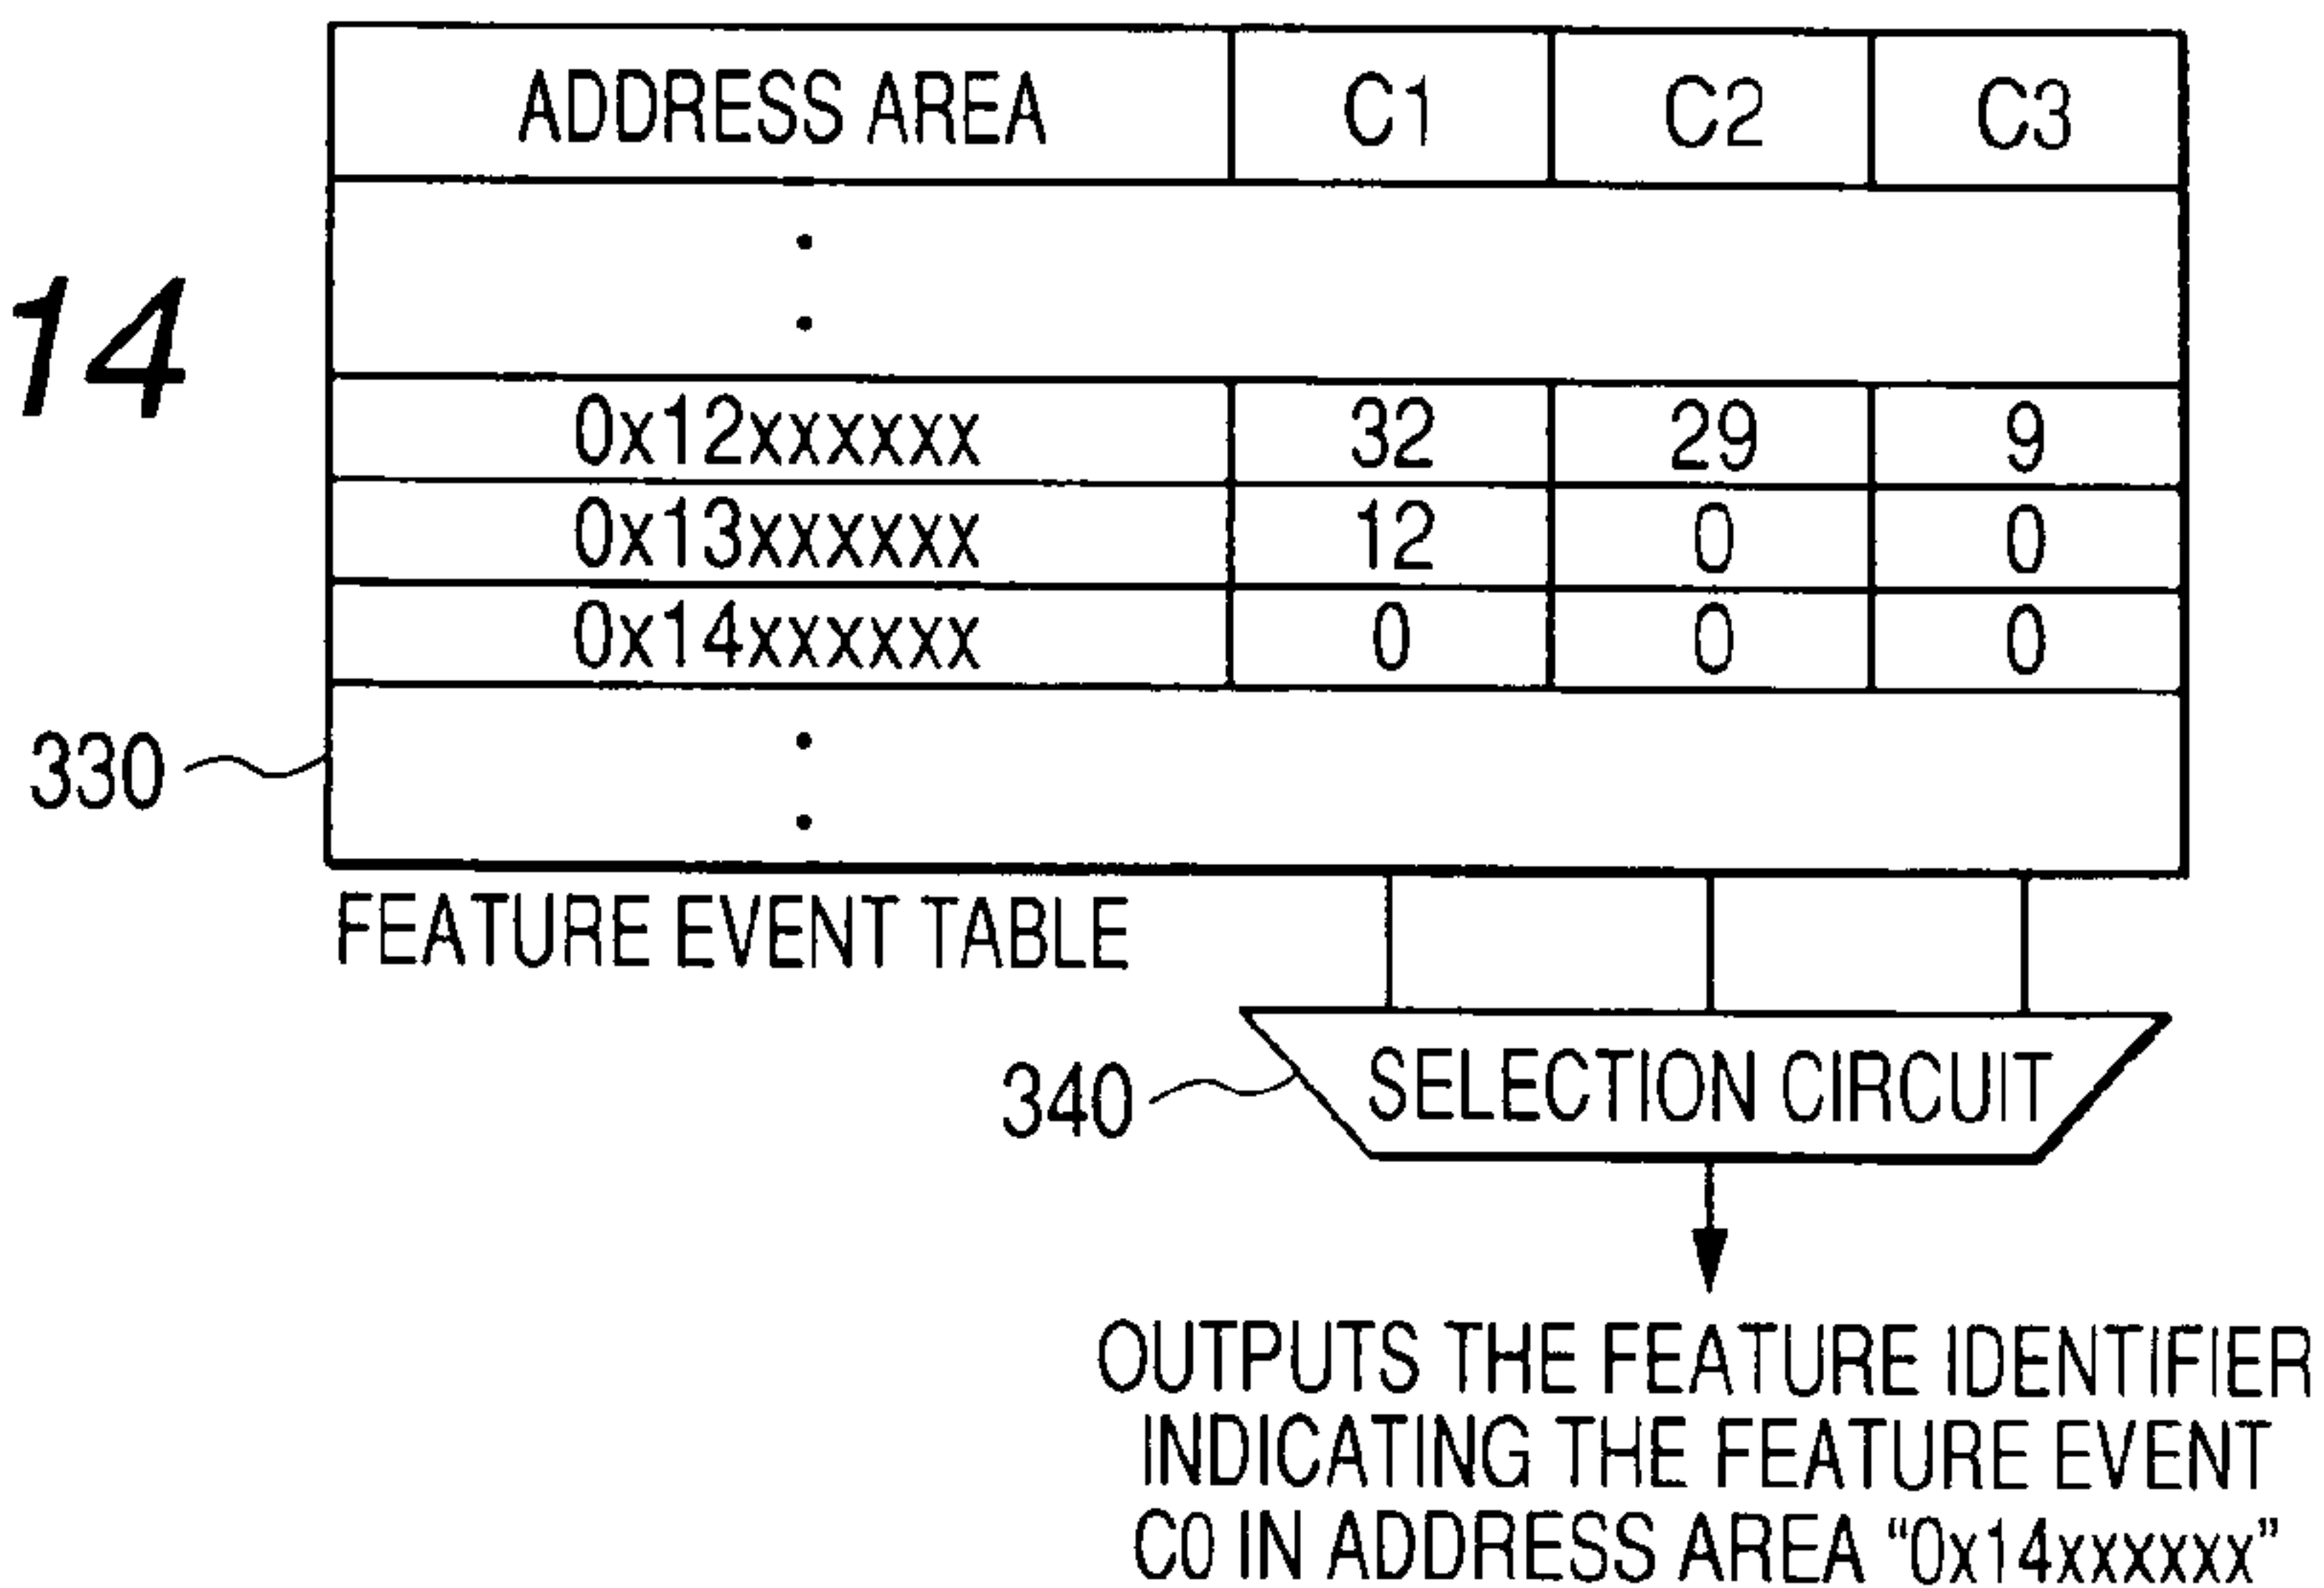 14
ADDRESS AREA C1 C2 C3
0x12xxxxxx 32 29 9
0x13xxxxxx 12 0 0
0x14xxxxxx 0 0 0
330
FEATURE EVENT TABLE
340 SELECTION CIRCUIT
OUTPUTS THE FEATURE IDENTIFIER
INDICATING THE FEATURE EVENT
C0 IN ADDRESS AREA “0x14xxxxxx”